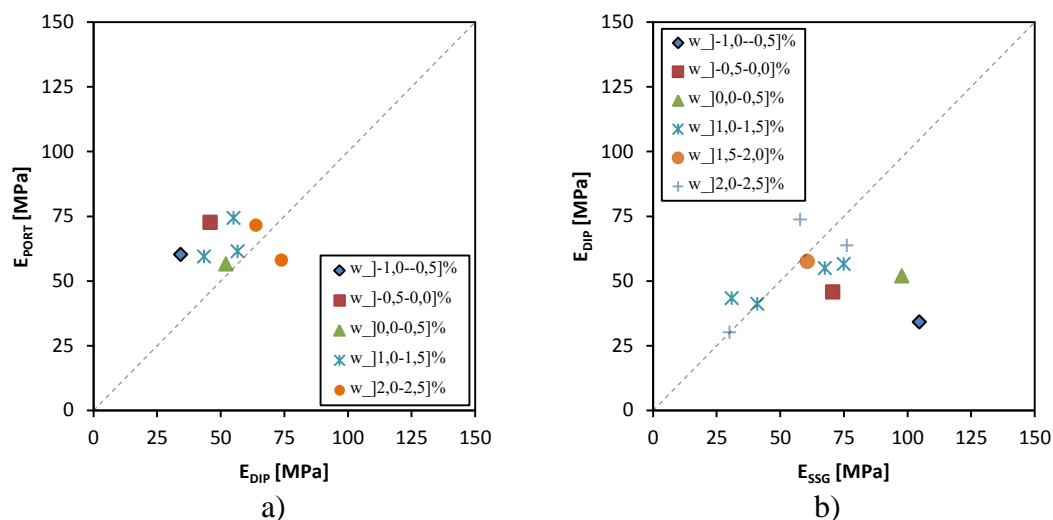 150
125
100
75
50
25
0
E_PORT [MPa]
w_]-1,0--0,5]%
w_]-0,5-0,0]%
w_]0,0-0,5]%
w_]1,0-1,5]%
w_]2,0-2,5]%
0 25 50 75 100 125 150
E_DIP [MPa]
a)
150
125
100
75
50
25
0
E_DIP [MPa]
w_]-1,0--0,5]%
w_]-0,5-0,0]%
w_]0,0-0,5]%
w_]1,0-1,5]%
w_]1,5-2,0]%
w_]2,0-2,5]%
0 25 50 75 100 125 150
E_SSG [MPa]
b)